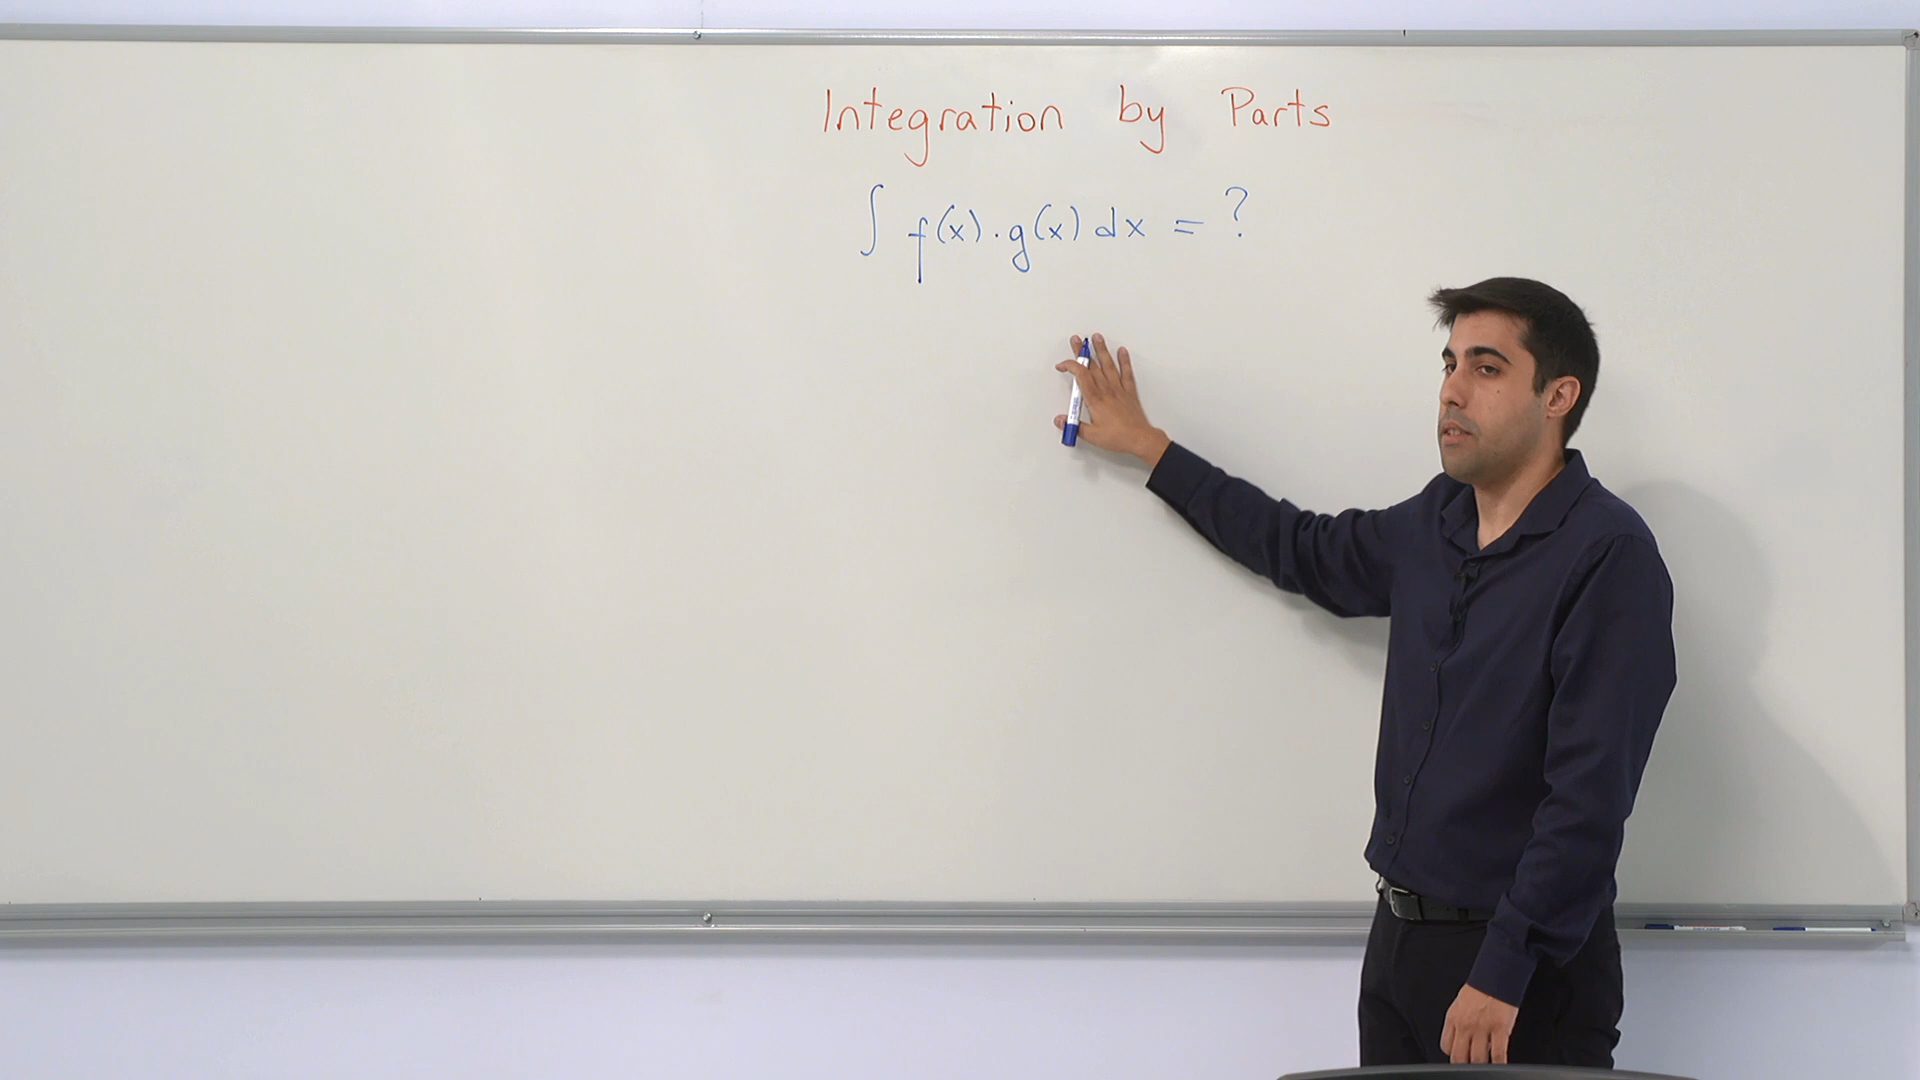 Integration by Parts
∫ f(x) · g(x) dx = ?